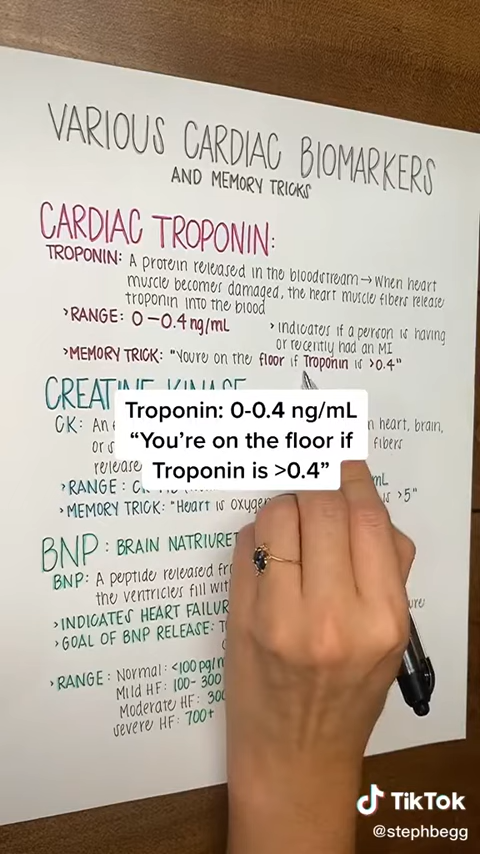 VARIOUS CARDIAC BIOMARKERS
AND MEMORY TRICKS
CARDIAC TROPONIN:
TROPONIN: A protein released in the bloodstream → When heart
muscle becomes damaged, the heart muscle fibers release
troponin into the blood
>RANGE: 0-0.4 ng/mL
>Indicates if a person is having
or recently had an MI
>MEMORY TRICK: "You're on the floor if Troponin is >0.4"
CREATINE KINASE
Troponin: 0-0.4 ng/mL
“You’re on the floor if
Troponin is >0.4”
CK: An heart, brain,
or fibers
release
>RANGE: mL
>MEMORY TRICK: "Heart is is >5"
BNP: BRAIN
BNP: A peptide released
the ventricles fill
>INDICATES HEART
>GOAL OF BNP RELEASE:
>RANGE: Normal: <100
Mild HF: 100-300
Moderate HF:
severe HF: 700+
TikTok
@stephbegg